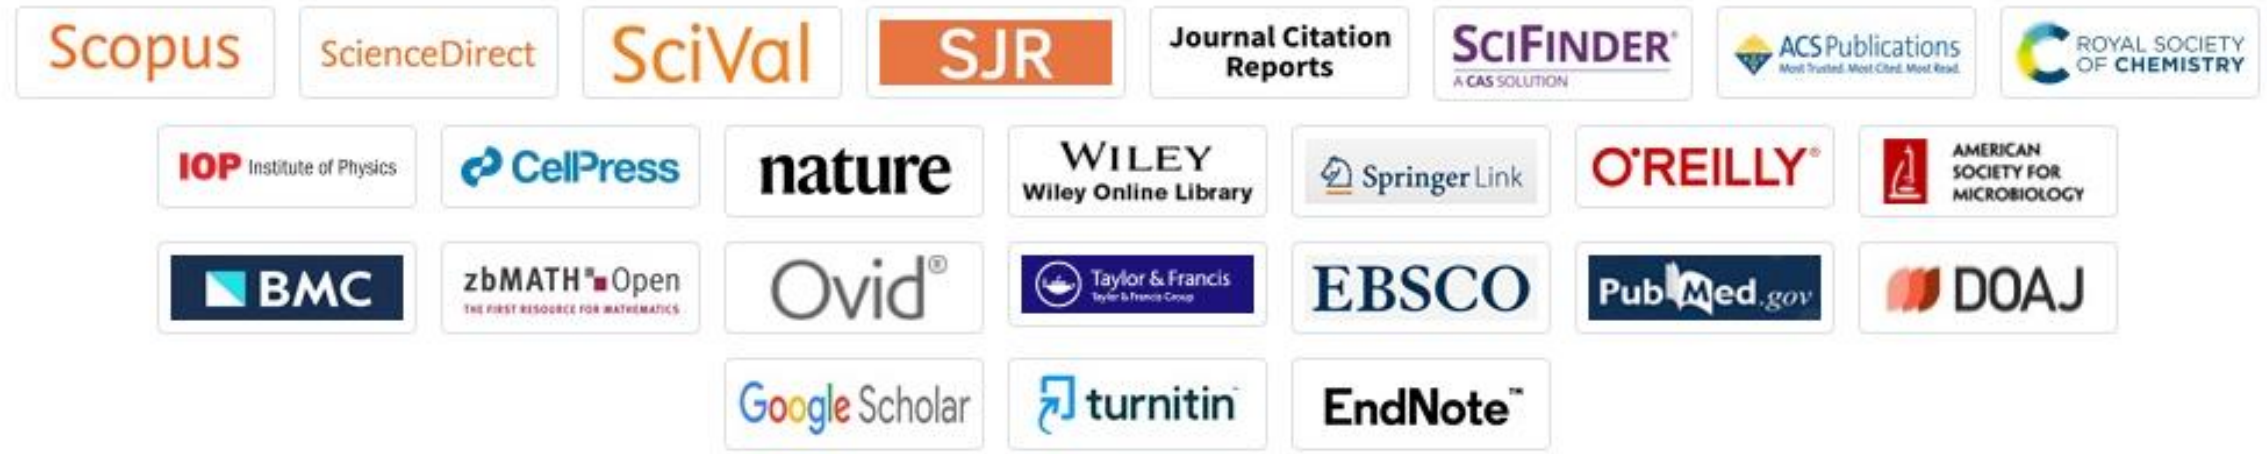 Scopus
ScienceDirect
SciVal
SJR
Journal Citation
Reports
SCIFINDER®
A CAS SOLUTION
ACS Publications
Most Trusted. Most Cited. Most Read.
ROYAL SOCIETY
OF CHEMISTRY
IOP Institute of Physics
CellPress
nature
WILEY
Wiley Online Library
Springer Link
O'REILLY®
AMERICAN
SOCIETY FOR
MICROBIOLOGY
BMC
zbMATH Open
THE FIRST RESOURCE FOR MATHEMATICS
Ovid®
Taylor & Francis
Taylor & Francis Group
EBSCO
PubMed.gov
DOAJ
Google Scholar
turnitin
EndNote™